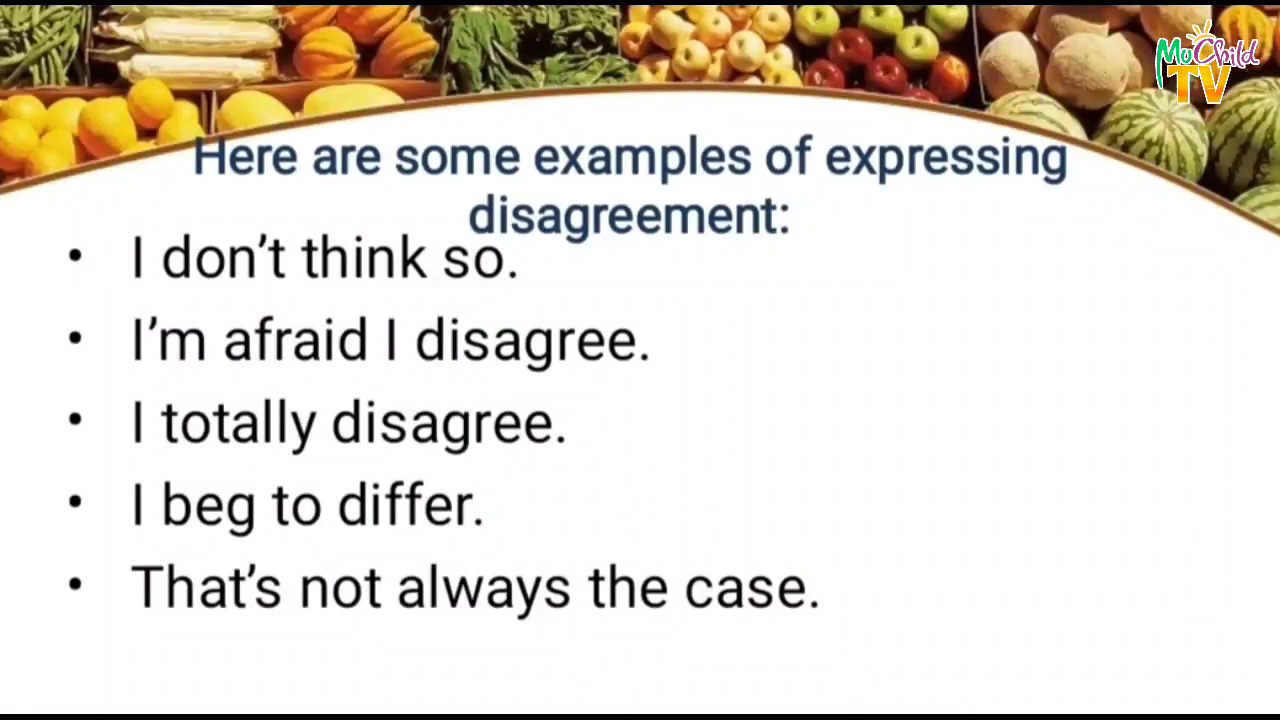 MoChild
TV
Here are some examples of expressing
disagreement:
• I don’t think so.
• I’m afraid I disagree.
• I totally disagree.
• I beg to differ.
• That’s not always the case.